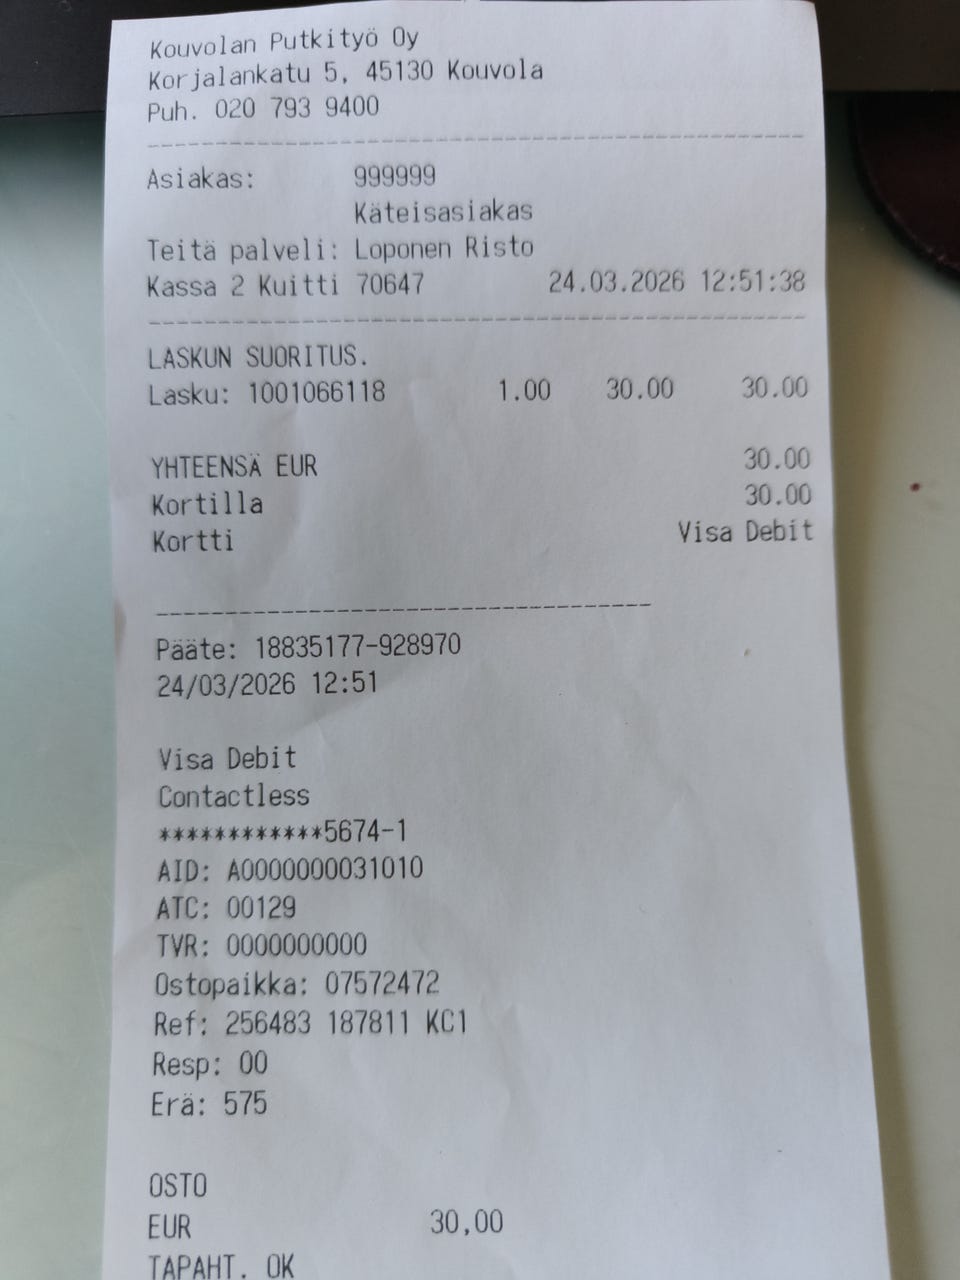 Kouvolan Putkityö Oy
Korjalankatu 5, 45130 Kouvola
Puh. 020 793 9400
Asiakas: 999999
Käteisasiakas
Teitä palveli: Loponen Risto
Kassa 2 Kuitti 70647 24.03.2026 12:51:38
LASKUN SUORITUS.
Lasku: 1001066118 1.00 30.00 30.00
YHTEENSÄ EUR 30.00
Kortilla 30.00
Kortti Visa Debit
Pääte: 18835177-928970
24/03/2026 12:51
Visa Debit
Contactless
************5674-1
AID: A0000000031010
ATC: 00129
TVR: 0000000000
Ostopaikka: 07572472
Ref: 256483 187811 KC1
Resp: 00
Erä: 575
OSTO
EUR 30,00
TAPAHT. OK